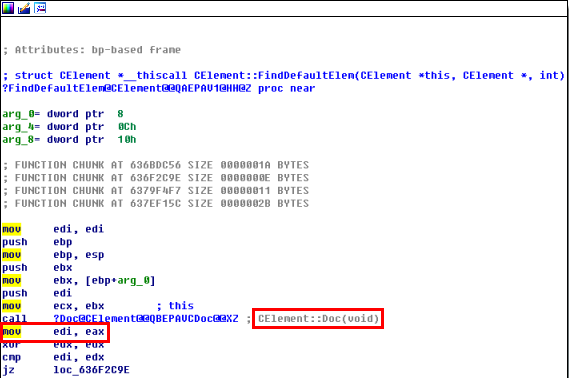 ; Attributes: bp-based frame
; struct CElement *__thiscall CElement::FindDefaultElem(CElement *this, CElement *, int)
?FindDefaultElem@CElement@@QAEPAV1@HH@Z proc near
arg_0= dword ptr 8
arg_4= dword ptr 0Ch
arg_8= dword ptr 10h
; FUNCTION CHUNK AT 636BDC56 SIZE 0000001A BYTES
; FUNCTION CHUNK AT 636F2C9E SIZE 0000000E BYTES
; FUNCTION CHUNK AT 6379F4F7 SIZE 00000011 BYTES
; FUNCTION CHUNK AT 637EF15C SIZE 0000002B BYTES
mov edi, edi
push ebp
mov ebp, esp
push ebx
mov ebx, [ebp+arg_0]
push edi
mov ecx, ebx ; this
call ?Doc@CElement@@QBEPAVCDoc@@XZ ; CElement::Doc(void)
mov edi, eax
xor edx, edx
cmp edi, edx
jz loc_636F2C9E